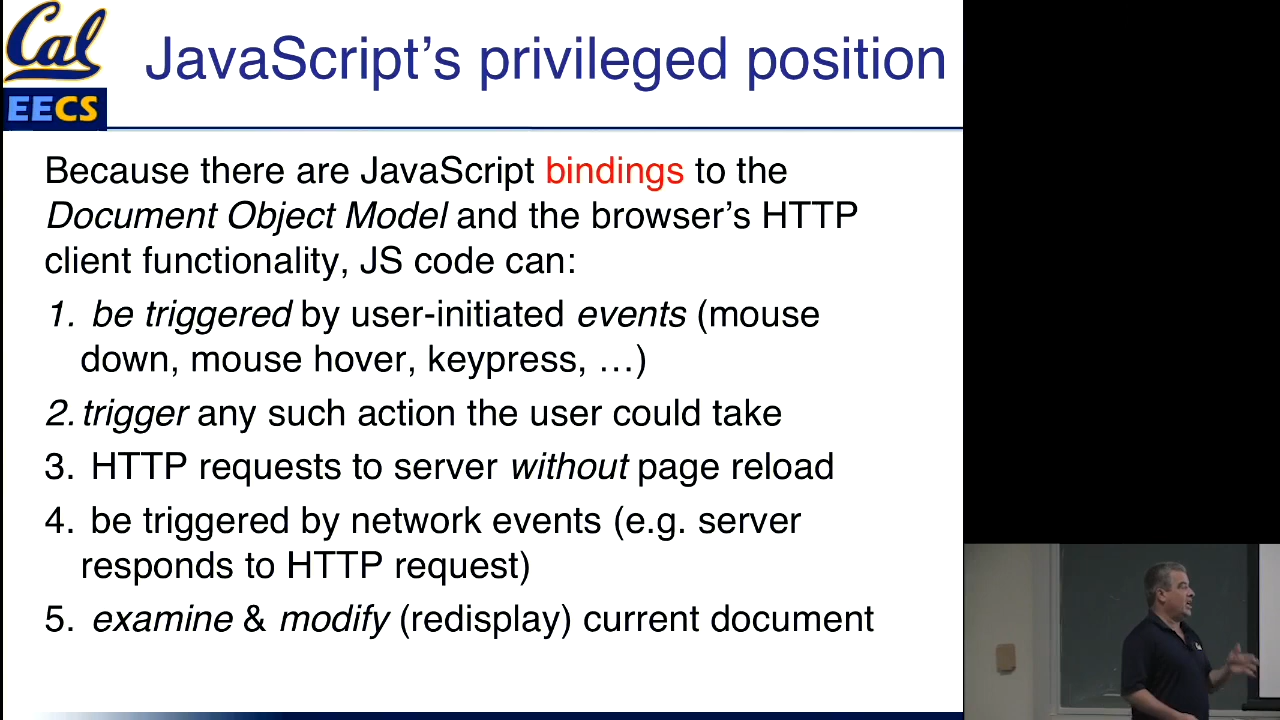 Cal
EECS
JavaScript's privileged position
Because there are JavaScript bindings to the
Document Object Model and the browser's HTTP
client functionality, JS code can:
1. be triggered by user-initiated events (mouse
down, mouse hover, keypress, …)
2. trigger any such action the user could take
3. HTTP requests to server without page reload
4. be triggered by network events (e.g. server
responds to HTTP request)
5. examine & modify (redisplay) current document